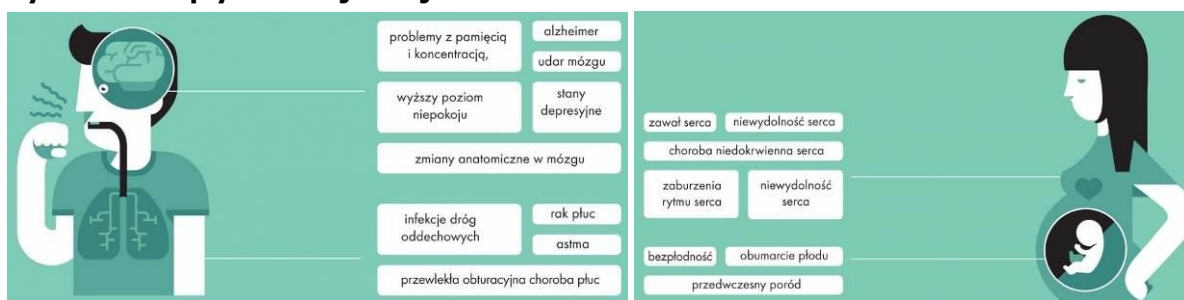 problemy z pamięcią
i koncentracją,
alzheimer
udar mózgu
wyższy poziom
niepokoju
stany
depresyjne
zmiany anatomiczne w mózgu
infekcje dróg
oddechowych
rak płuc
astma
przewlekła obturacyjna choroba płuc
zawał serca
niewydolność serca
choroba niedokrwienna serca
zaburzenia
rytmu serca
niewydolność
serca
bezpłodność
obumarcie płodu
przedwczesny poród